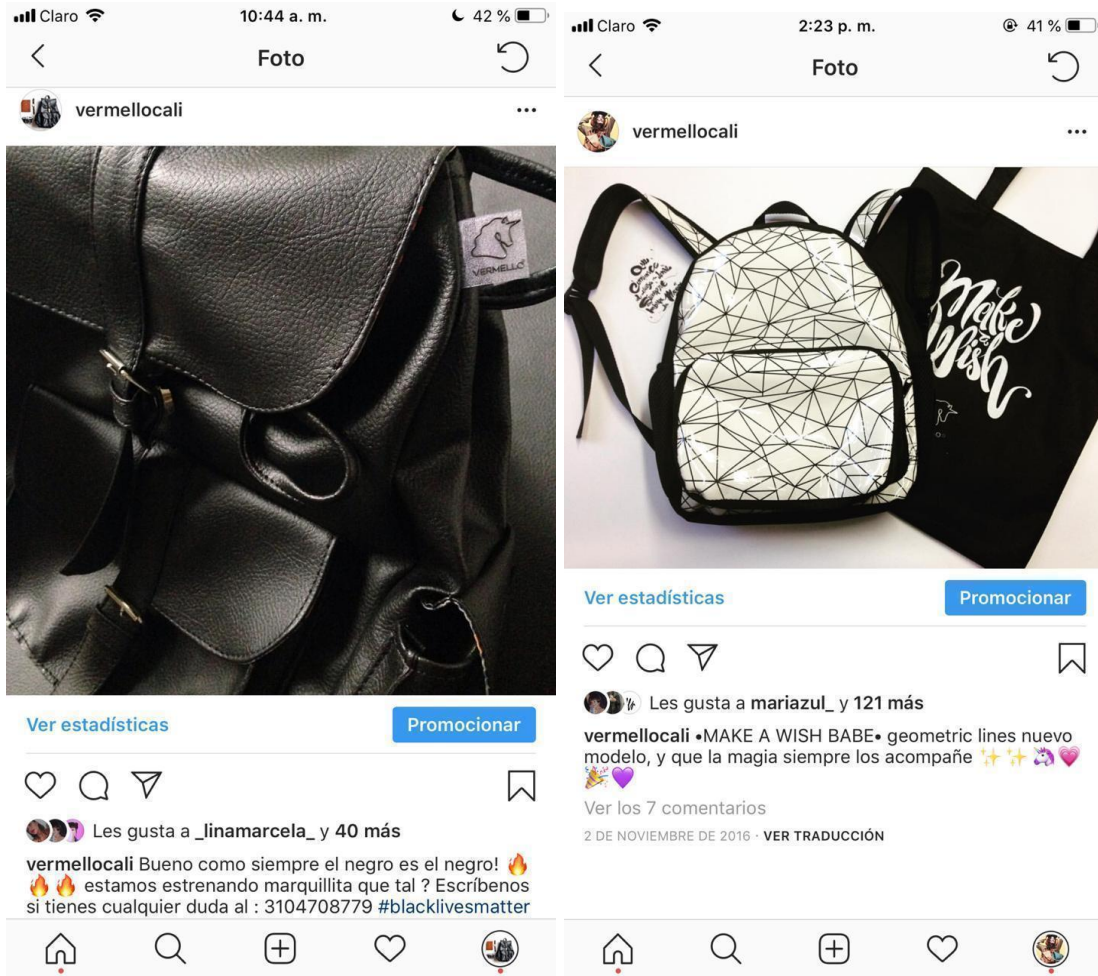 Claro
10:44 a. m.
42 %
Foto
vermellocali
VERMELLO
Ver estadísticas
Promocionar
Les gusta a _linamarcela_ y 40 más
vermellocali Bueno como siempre el negro es el negro! 🔥
🔥🔥 estamos estrenando marquillita que tal ? Escríbenos
si tienes cualquier duda al : 3104708779 #blacklivesmatter
Claro
2:23 p. m.
41 %
Foto
vermellocali
Make
a
Wish
R
Ver estadísticas
Promocionar
Les gusta a mariazul_ y 121 más
vermellocali •MAKE A WISH BABE• geometric lines nuevo
modelo, y que la magia siempre los acompañe ✨✨🦄💗
🎉💜
Ver los 7 comentarios
2 DE NOVIEMBRE DE 2016 · VER TRADUCCIÓN